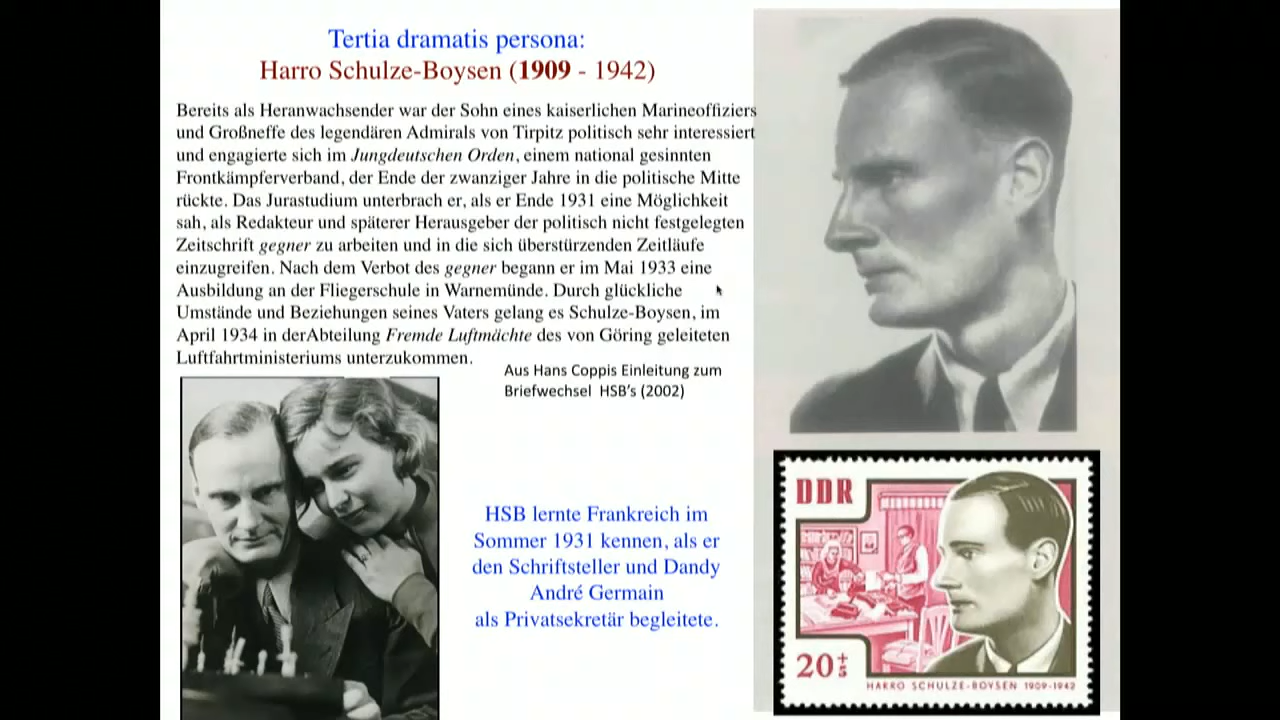 Tertia dramatis persona:
Harro Schulze-Boysen (1909 - 1942)
Bereits als Heranwachsender war der Sohn eines kaiserlichen Marineoffiziers
und Großneffe des legendären Admirals von Tirpitz politisch sehr interessiert
und engagierte sich im Jungdeutschen Orden, einem national gesinnten
Frontkämpferverband, der Ende der zwanziger Jahre in die politische Mitte
rückte. Das Jurastudium unterbrach er, als er Ende 1931 eine Möglichkeit
sah, als Redakteur und späterer Herausgeber der politisch nicht festgelegten
Zeitschrift gegner zu arbeiten und in die sich überstürzenden Zeitläufe
einzugreifen. Nach dem Verbot des gegner begann er im Mai 1933 eine
Ausbildung an der Fliegerschule in Warnemünde. Durch glückliche
Umstände und Beziehungen seines Vaters gelang es Schulze-Boysen, im
April 1934 in derAbteilung Fremde Luftmächte des von Göring geleiteten
Luftfahrtministeriums unterzukommen.
Aus Hans Coppis Einleitung zum
Briefwechsel HSB's (2002)
HSB lernte Frankreich im
Sommer 1931 kennen, als er
den Schriftsteller und Dandy
André Germain
als Privatsekretär begleitete.
DDR
20+5
HARRO SCHULZE-BOYSEN 1909-1942